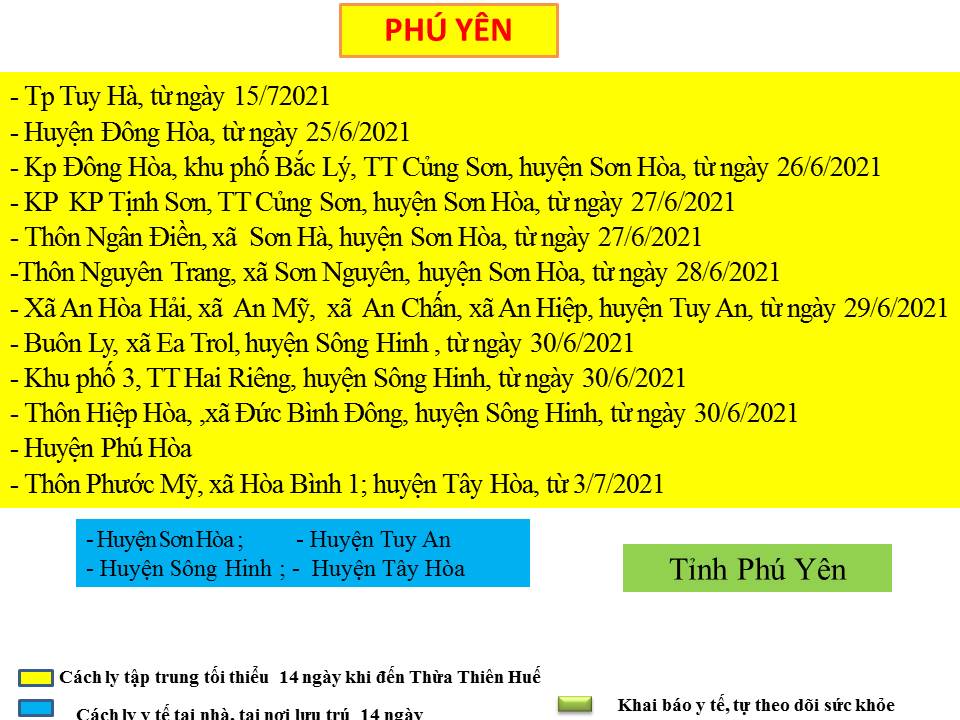 PHÚ YÊN
- Tp Tuy Hà, từ ngày 15/72021
- Huyện Đông Hòa, từ ngày 25/6/2021
- Kp Đông Hòa, khu phố Bắc Lý, TT Củng Sơn, huyện Sơn Hòa, từ ngày 26/6/2021
- KP KP Tịnh Sơn, TT Củng Sơn, huyện Sơn Hòa, từ ngày 27/6/2021
- Thôn Ngân Điền, xã Sơn Hà, huyện Sơn Hòa, từ ngày 27/6/2021
-Thôn Nguyên Trang, xã Sơn Nguyên, huyện Sơn Hòa, từ ngày 28/6/2021
- Xã An Hòa Hải, xã An Mỹ, xã An Chấn, xã An Hiệp, huyện Tuy An, từ ngày 29/6/2021
- Buôn Ly, xã Ea Trol, huyện Sông Hinh , từ ngày 30/6/2021
- Khu phố 3, TT Hai Riêng, huyện Sông Hinh, từ ngày 30/6/2021
- Thôn Hiệp Hòa, ,xã Đức Bình Đông, huyện Sông Hinh, từ ngày 30/6/2021
- Huyện Phú Hòa
- Thôn Phước Mỹ, xã Hòa Bình 1; huyện Tây Hòa, từ 3/7/2021
- Huyện Sơn Hòa ; - Huyện Tuy An
- Huyện Sông Hinh ; - Huyện Tây Hòa
Tỉnh Phú Yên
Cách ly tập trung tối thiểu 14 ngày khi đến Thừa Thiên Huế
Cách ly y tế tại nhà, tại nơi lưu trú 14 ngày
Khai báo y tế, tự theo dõi sức khỏe